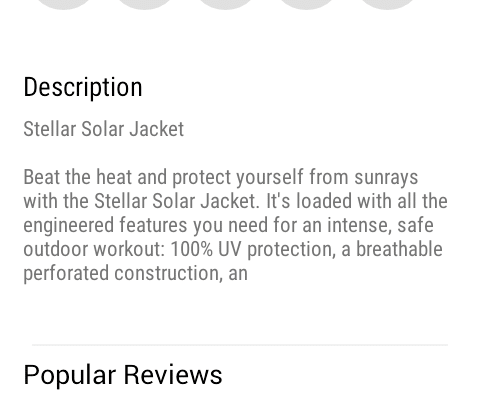 Description
Stellar Solar Jacket
Beat the heat and protect yourself from sunrays
with the Stellar Solar Jacket. It's loaded with all the
engineered features you need for an intense, safe
outdoor workout: 100% UV protection, a breathable
perforated construction, an
Popular Reviews